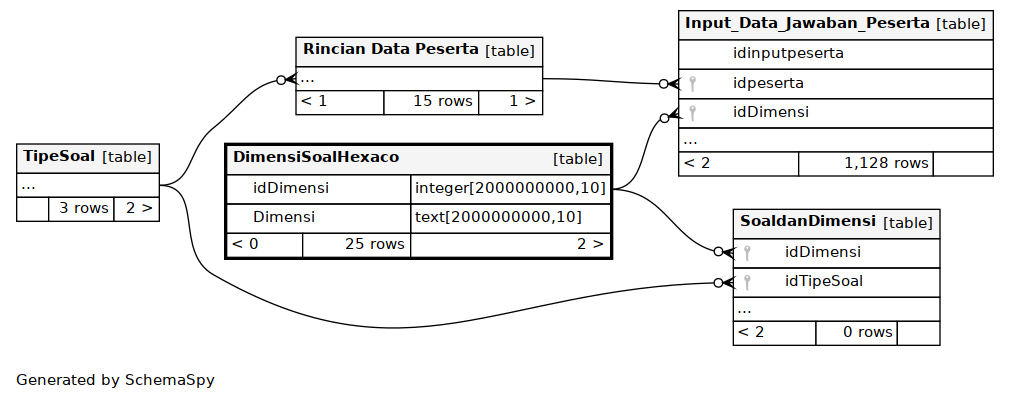 Rincian Data Peserta [table]
...
< 1 15 rows 1 >
Input_Data_Jawaban_Peserta [table]
idinputpeserta
idpeserta
idDimensi
...
< 2 1,128 rows
TipeSoal [table]
...
3 rows 2 >
DimensiSoalHexaco [table]
idDimensi integer[2000000000,10]
Dimensi text[2000000000,10]
< 0 25 rows 2 >
SoaldanDimensi [table]
idDimensi
idTipeSoal
...
< 2 0 rows
Generated by SchemaSpy